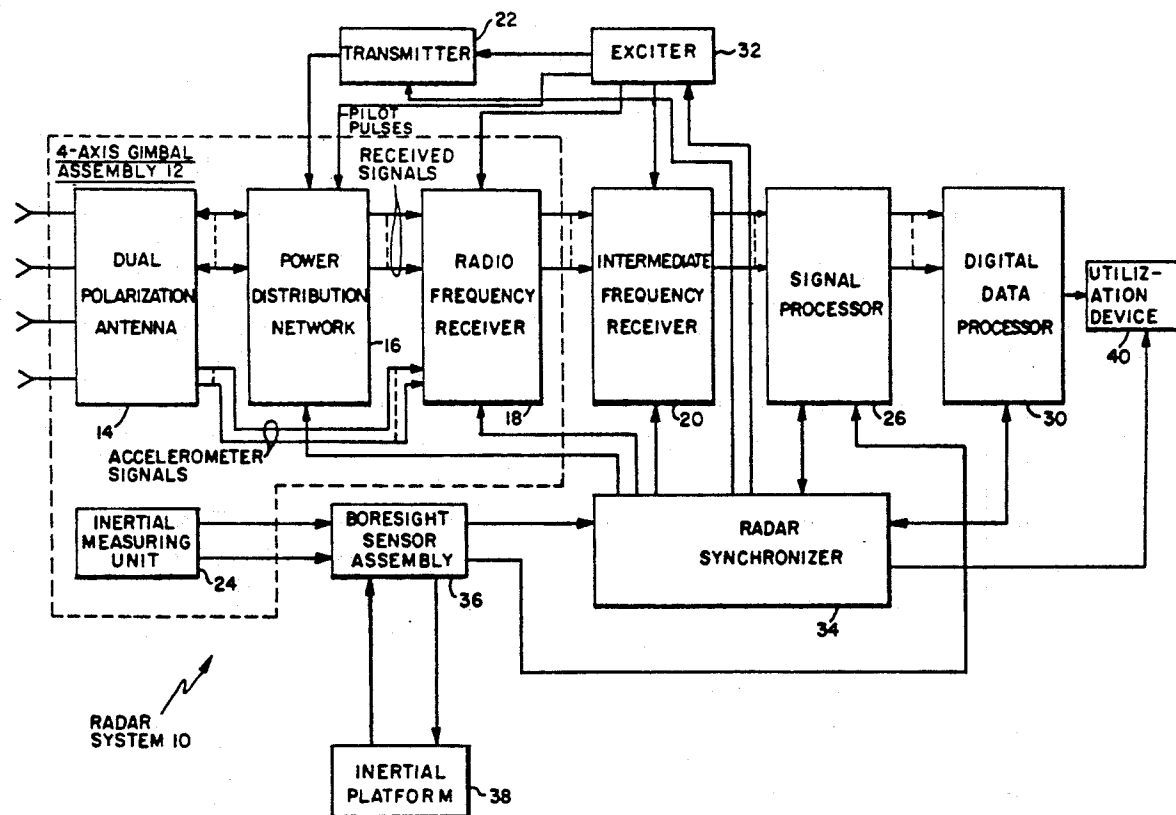 22
TRANSMITTER
EXCITER
32
PILOT
PULSES
4-AXIS GIMBAL
ASSEMBLY 12
RECEIVED
SIGNALS
DUAL
POLARIZATION
ANTENNA
14
POWER
DISTRIBUTION
NETWORK
16
RADIO
FREQUENCY
RECEIVER
18
INTERMEDIATE
FREQUENCY
RECEIVER
20
SIGNAL
PROCESSOR
26
DIGITAL
DATA
PROCESSOR
30
UTILIZ-
ATION
DEVICE
40
ACCELEROMETER
SIGNALS
INERTIAL
MEASURING
UNIT
24
BORESIGHT
SENSOR
ASSEMBLY
36
RADAR
SYNCHRONIZER
34
RADAR
SYSTEM 10
INERTIAL
PLATFORM
38